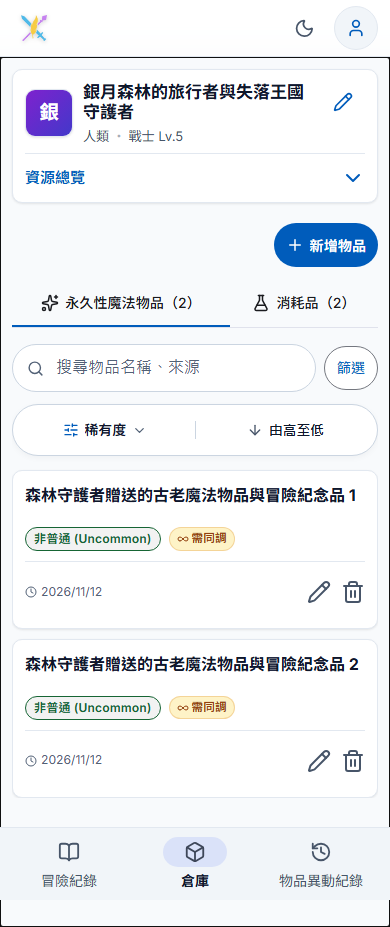 銀
銀月森林的旅行者與失落王國
守護者
人類 • 戰士 Lv.5
資源總覽
新增物品
永久性魔法物品（2）
消耗品（2）
搜尋物品名稱、來源
篩選
稀有度
由高至低
森林守護者贈送的古老魔法物品與冒險紀念品 1
非普通 (Uncommon)
需同調
2026/11/12
森林守護者贈送的古老魔法物品與冒險紀念品 2
非普通 (Uncommon)
需同調
2026/11/12
冒險紀錄
倉庫
物品異動紀錄